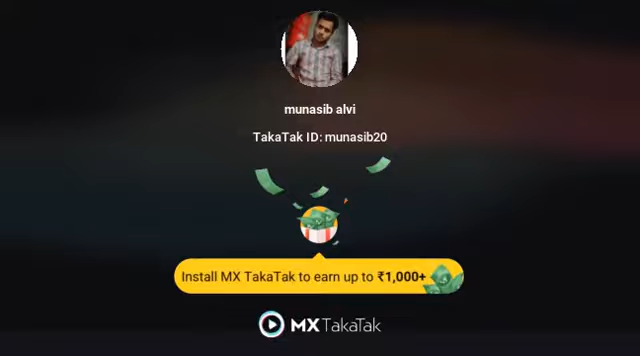 munasib alvi
TakaTak ID: munasib20
Install MX TakaTak to earn up to ₹1,000+
MX TakaTak